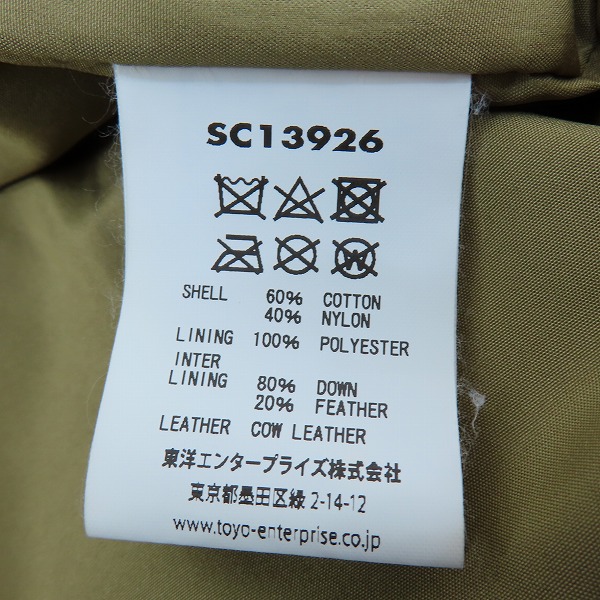 SC13926
W
SHELL 60% COTTON
40% NYLON
LINING 100% POLYESTER
INTER
LINING 80% DOWN
20% FEATHER
LEATHER COW LEATHER
東洋エンタープライズ株式会社
東京都墨田区緑 2-14-12
www.toyo-enterprise.co.jp